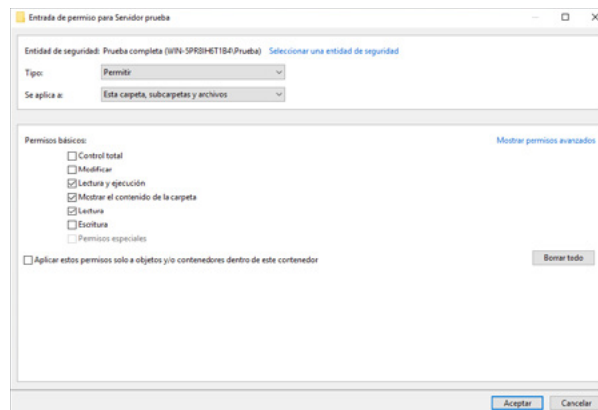 Entrada de permiso para Servidor prueba
Entidad de seguridad: Prueba completa (WIN-5PR8IH6T1B4\Prueba) Seleccionar una entidad de seguridad
Tipo: Permitir
Se aplica a: Esta carpeta, subcarpetas y archivos
Permisos básicos: Mostrar permisos avanzados
Control total
Modificar
Lectura y ejecución
Mostrar el contenido de la carpeta
Lectura
Escritura
Permisos especiales
Aplicar estos permisos solo a objetos y/o contenedores dentro de este contenedor Borrar todo
Aceptar Cancelar